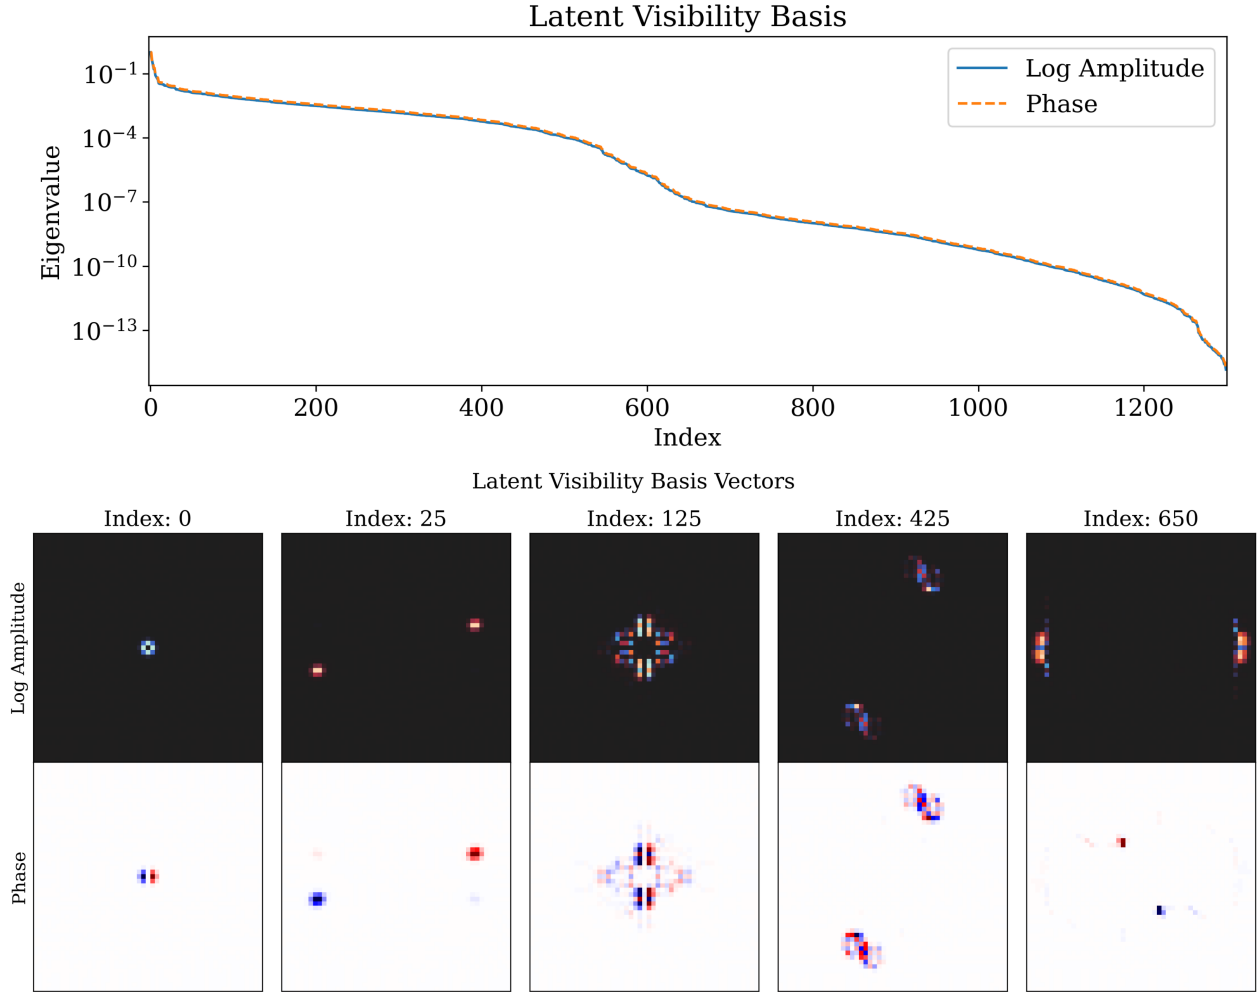 Latent Visibility Basis
Log Amplitude
Phase
Eigenvalue
10⁻¹
10⁻⁴
10⁻⁷
10⁻¹⁰
10⁻¹³
0 200 400 600 800 1000 1200
Index
Latent Visibility Basis Vectors
Index: 0 Index: 25 Index: 125 Index: 425 Index: 650
Log Amplitude
Phase